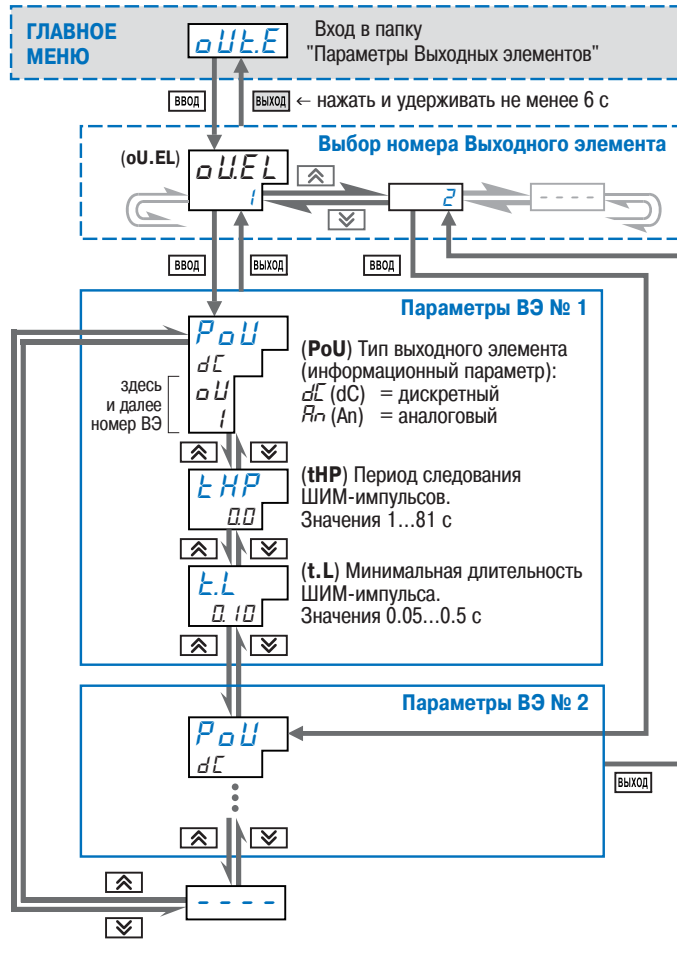 ГЛАВНОЕ
МЕНЮ
oUt.E
Вход в папку
"Параметры Выходных элементов"
ВВОД
ВЫХОД
← нажать и удерживать не менее 6 с
Выбор номера Выходного элемента
(oU.EL)
oU.EL
1
2
- - - -
ВВОД
ВЫХОД
ВВОД
Параметры ВЭ № 1
PoU
dC
oU
1
здесь
и далее
номер ВЭ
(PoU) Тип выходного элемента
(информационный параметр):
dC (dC) = дискретный
An (An) = аналоговый
tHP
0.0
(tHP) Период следования
ШИМ-импульсов.
Значения 1...81 с
t.L
0.10
(t.L) Минимальная длительность
ШИМ-импульса.
Значения 0.05...0.5 с
Параметры ВЭ № 2
PoU
dC
ВЫХОД
- - - -